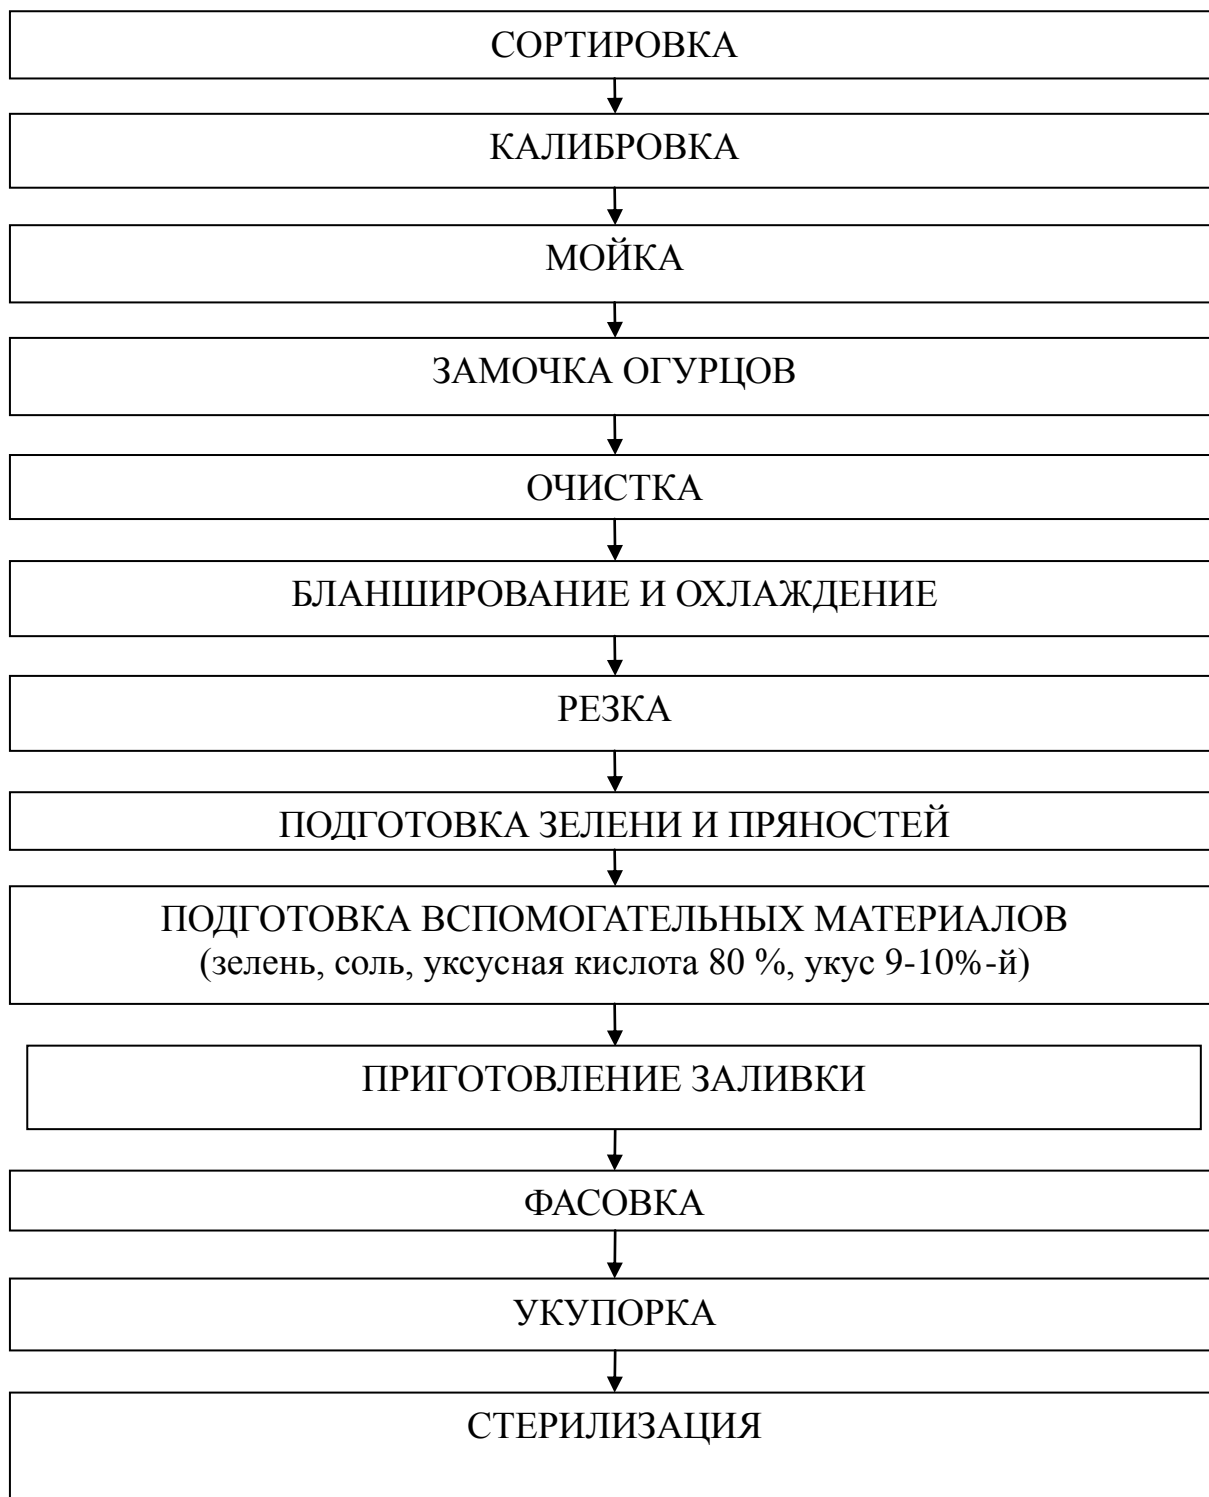 СОРТИРОВКА
КАЛИБРОВКА
МОЙКА
ЗАМОЧКА ОГУРЦОВ
ОЧИСТКА
БЛАНШИРОВАНИЕ И ОХЛАЖДЕНИЕ
РЕЗКА
ПОДГОТОВКА ЗЕЛЕНИ И ПРЯНОСТЕЙ
ПОДГОТОВКА ВСПОМОГАТЕЛЬНЫХ МАТЕРИАЛОВ
(зелень, соль, уксусная кислота 80 %, укус 9-10%-й)
ПРИГОТОВЛЕНИЕ ЗАЛИВКИ
ФАСОВКА
УКУПОРКА
СТЕРИЛИЗАЦИЯ